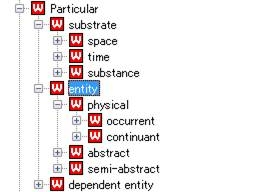 Particular
substrate
space
time
substance
entity
physical
occurrent
continuant
abstract
semi-abstract
dependent entity